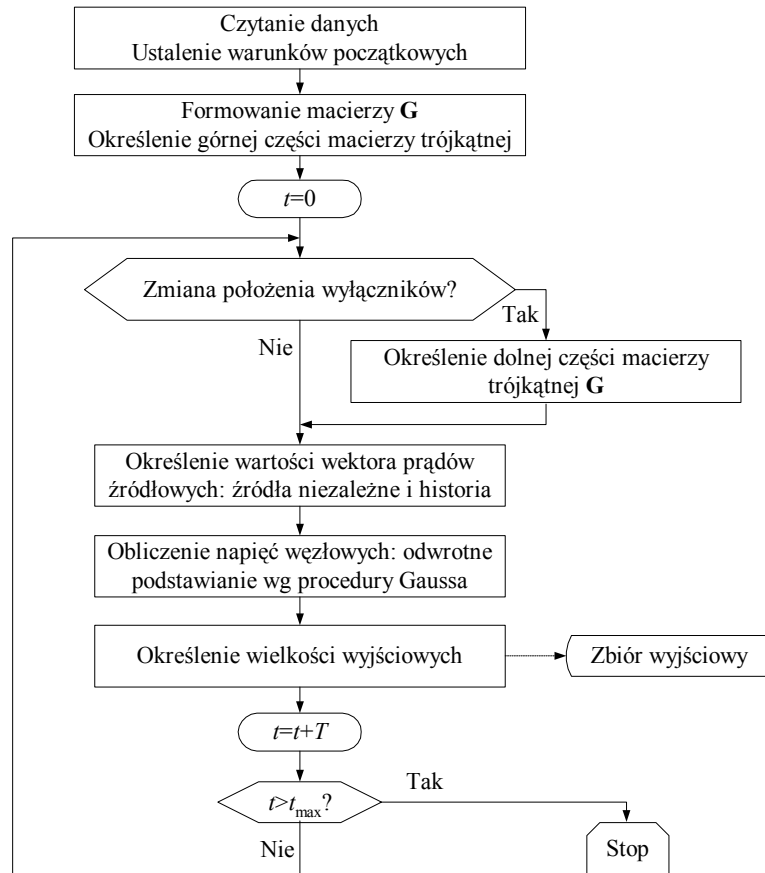 Czytanie danych
Ustalenie warunków początkowych
Formowanie macierzy G
Określenie górnej części macierzy trójkątnej
t=0
Zmiana położenia wyłączników?
Tak
Nie
Określenie dolnej części macierzy
trójkątnej G
Określenie wartości wektora prądów
źródłowych: źródła niezależne i historia
Obliczenie napięć węzłowych: odwrotne
podstawianie wg procedury Gaussa
Określenie wielkości wyjściowych
Zbiór wyjściowy
t=t+T
t>tmax?
Tak
Nie
Stop